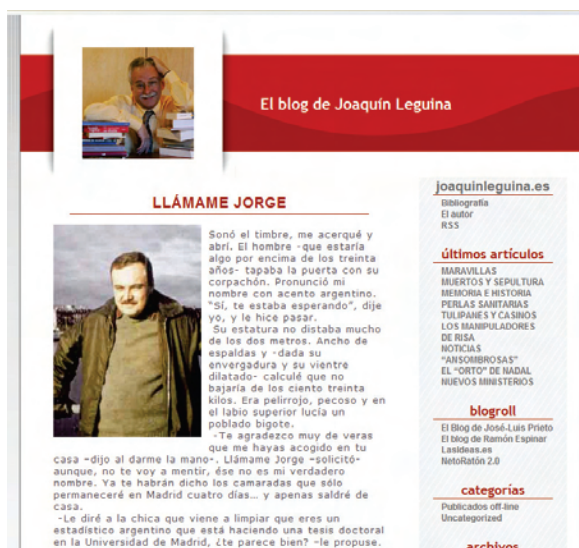 El blog de Joaquín Leguina
LLÁMAME JORGE
Sonó el timbre, me acerqué y
abrí. El hombre -que estaría
algo por encima de los treinta
años- tapaba la puerta con su
corpachón. Pronunció mi
nombre con acento argentino.
"Sí, te estaba esperando", dije
yo, y le hice pasar.
Su estatura no distaba mucho
de los dos metros. Ancho de
espaldas y -dada su
envergadura y su vientre
dilatado- calculé que no
bajaría de los ciento treinta
kilos. Era pelirrojo, pecoso y en
el labio superior lucía un
poblado bigote.
-Te agradezco muy de veras
que me hayas acogido en tu
casa -dijo al darme la mano-. Llámame Jorge -solicitó-
aunque, no te voy a mentir, ése no es mi verdadero
nombre. Ya te habrán dicho los camaradas que sólo
permaneceré en Madrid cuatro días... y apenas saldré de
casa.
-Le diré a la chica que viene a limpiar que eres un
estadístico argentino que está haciendo una tesis doctoral
en la Universidad de Madrid, ¿te parece bien? -le propuse.
joaquinleguina.es
Bibliografía
El autor
RSS
últimos artículos
MARAVILLAS
MUERTOS Y SEPULTURA
MEMORIA E HISTORIA
PERLAS SANITARIAS
TULIPANES Y CASINOS
LOS MANIPULADORES
DE RISA
NOTICIAS
"ANSOMBROSAS"
EL "ORTO" DE NADAL
NUEVOS MINISTERIOS
blogroll
El Blog de José-Luis Prieto
El blog de Ramón Espinar
Lasideas.es
NetoRatón 2.0
categorías
Publicados off-line
Uncategorized
archivos